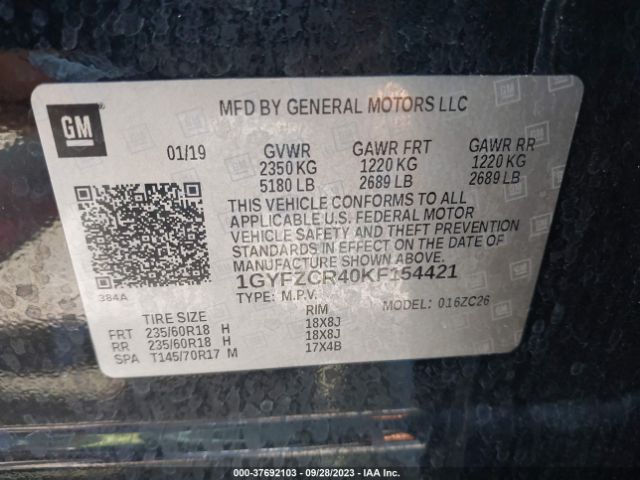 GM
MFD BY GENERAL MOTORS LLC
01/19 GVWR GAWR FRT GAWR RR
2350 KG 1220 KG 1220 KG
5180 LB 2689 LB 2689 LB
THIS VEHICLE CONFORMS TO ALL
APPLICABLE U.S. FEDERAL MOTOR
VEHICLE SAFETY AND THEFT PREVENTION
STANDARDS IN EFFECT ON THE DATE OF
MANUFACTURE SHOWN ABOVE.
1GYFZCR40KF154421
384A TYPE: M.P.V. MODEL: 016ZC26
TIRE SIZE RIM
FRT 235/60R18 H 18X8J
RR 235/60R18 H 18X8J
SPA T145/70R17 M 17X4B
000-37692103 - 09/28/2023 - IAA Inc.